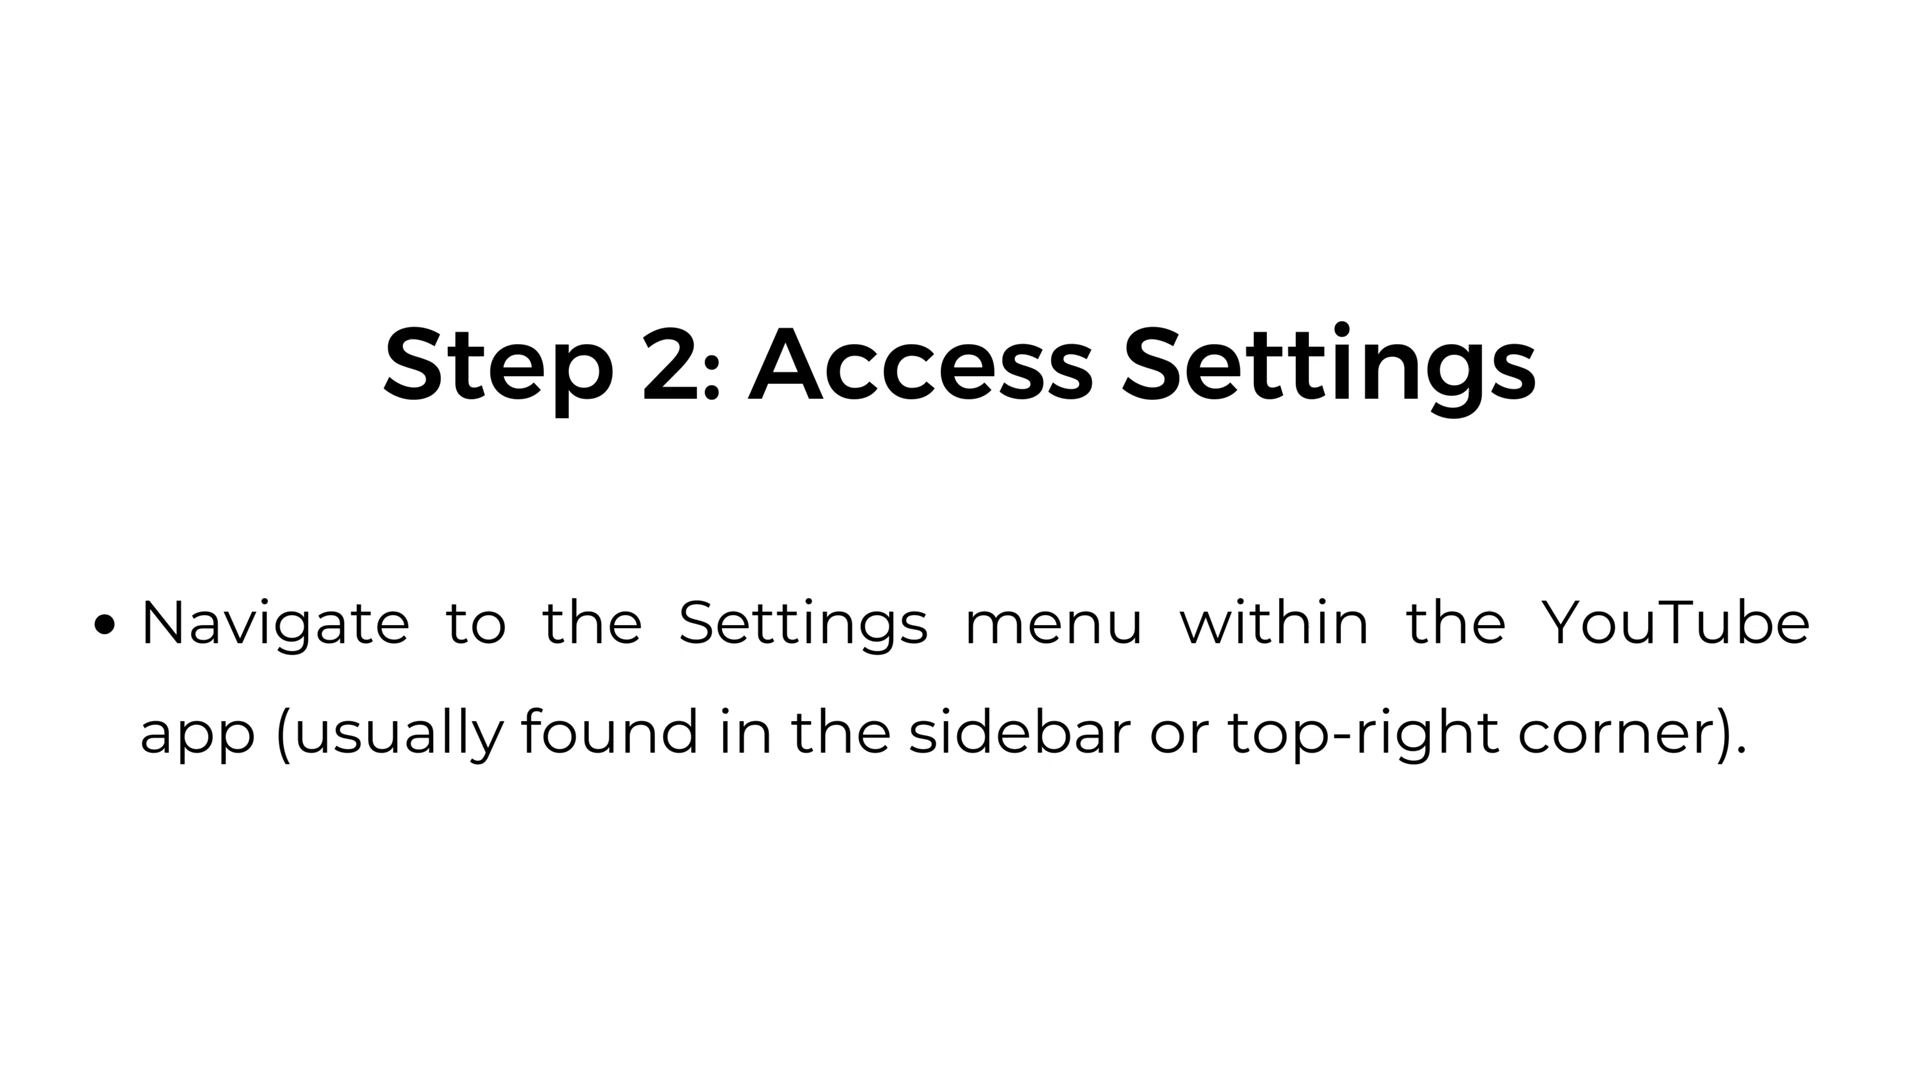 Step 2: Access Settings
• Navigate to the Settings menu within the YouTube
app (usually found in the sidebar or top-right corner).